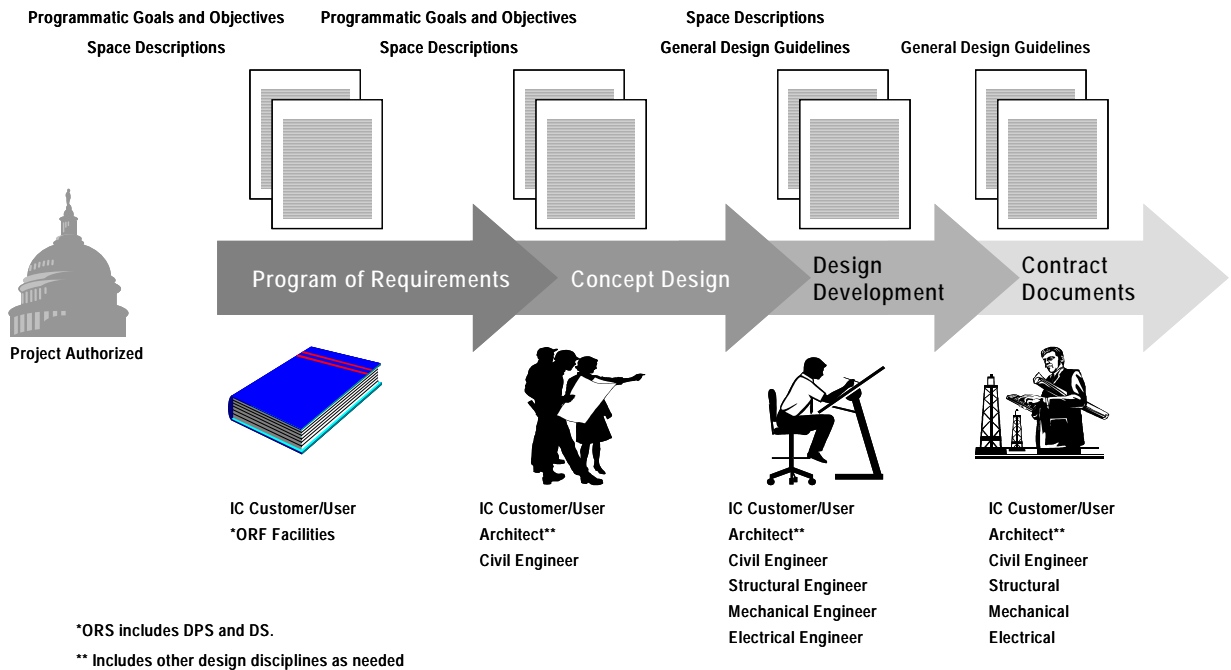 Programmatic Goals and Objectives
Space Descriptions
Programmatic Goals and Objectives
Space Descriptions
Space Descriptions
General Design Guidelines
General Design Guidelines
Project Authorized
Program of Requirements
Concept Design
Design
Development
Contract
Documents
IC Customer/User
*ORF Facilities
IC Customer/User
Architect**
Civil Engineer
IC Customer/User
Architect**
Civil Engineer
Structural Engineer
Mechanical Engineer
Electrical Engineer
IC Customer/User
Architect**
Civil Engineer
Structural
Mechanical
Electrical
*ORS includes DPS and DS.
** Includes other design disciplines as needed